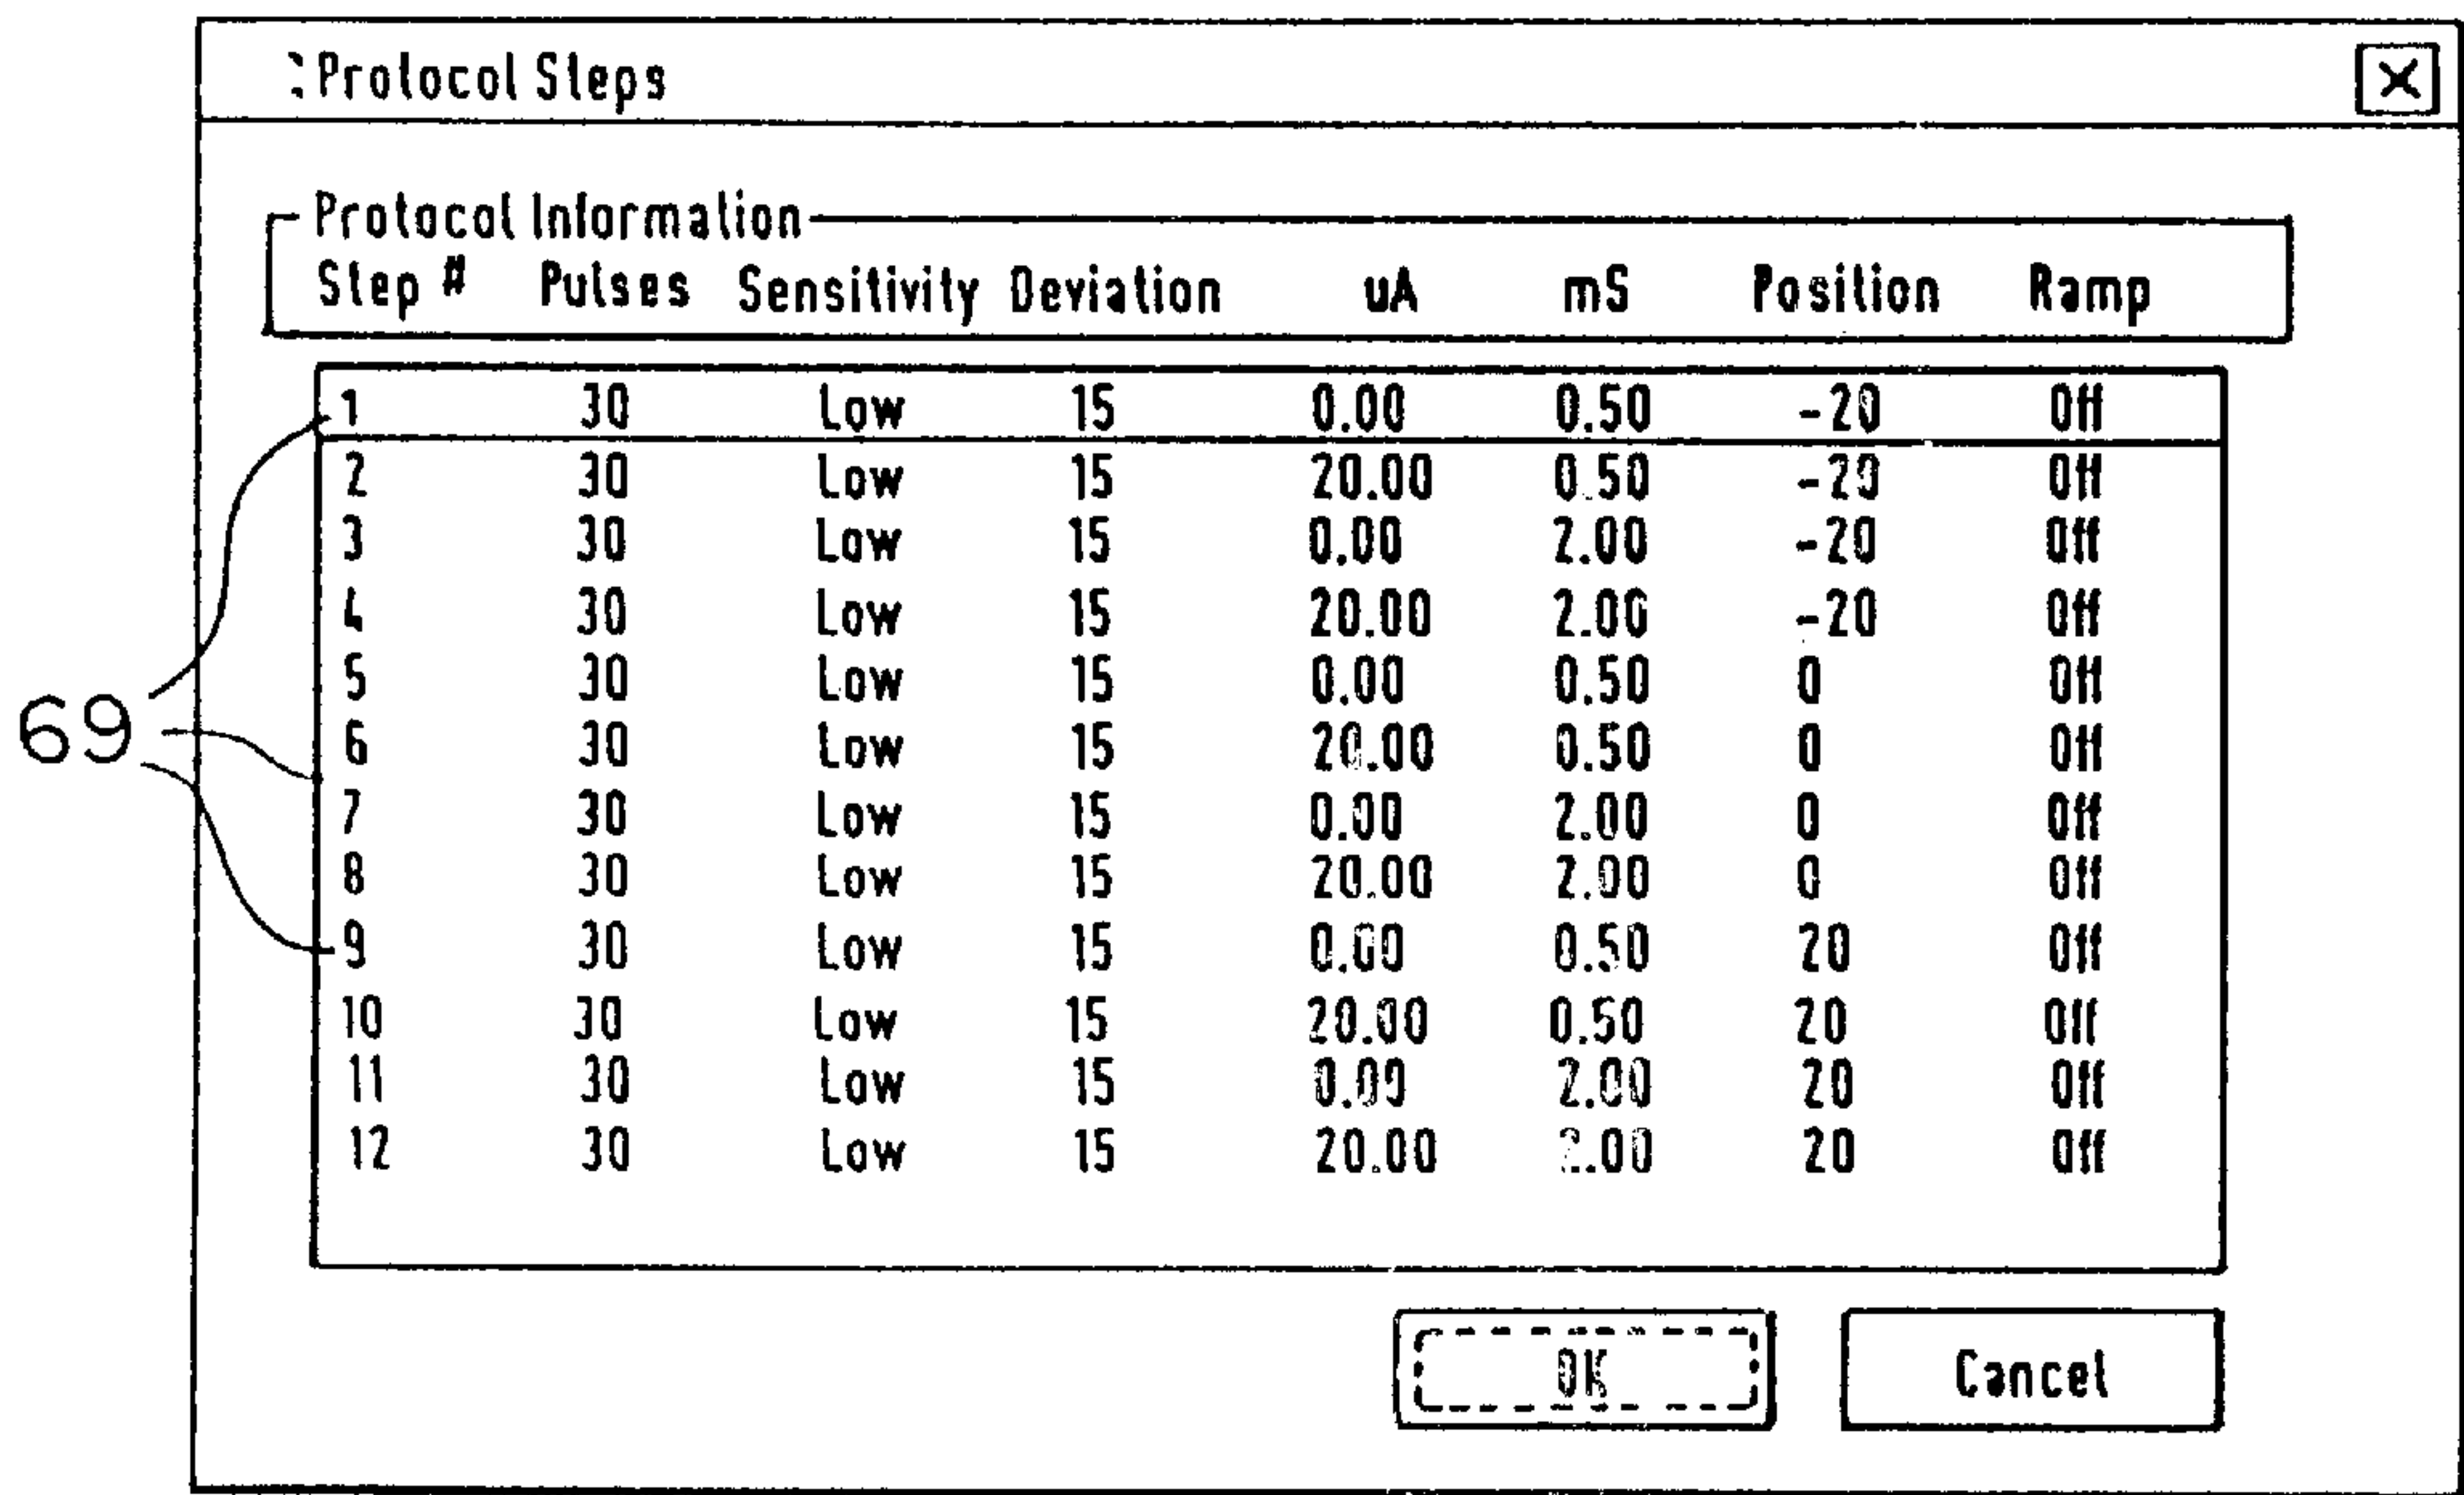 Protocol Steps
Protocol Information
Step # Pulses Sensitivity Deviation uA mS Position Ramp
1 30 Low 15 0.00 0.50 -20 Off
2 30 Low 15 20.00 0.50 -20 Off
3 30 Low 15 0.00 2.00 -20 Off
4 30 Low 15 20.00 2.00 -20 Off
5 30 Low 15 0.00 0.50 0 Off
6 30 Low 15 20.00 0.50 0 Off
7 30 Low 15 0.00 2.00 0 Off
8 30 Low 15 20.00 2.00 0 Off
9 30 Low 15 0.00 0.50 20 Off
10 30 Low 15 20.00 0.50 20 Off
11 30 Low 15 0.00 2.00 20 Off
12 30 Low 15 20.00 2.00 20 Off
69
OK Cancel